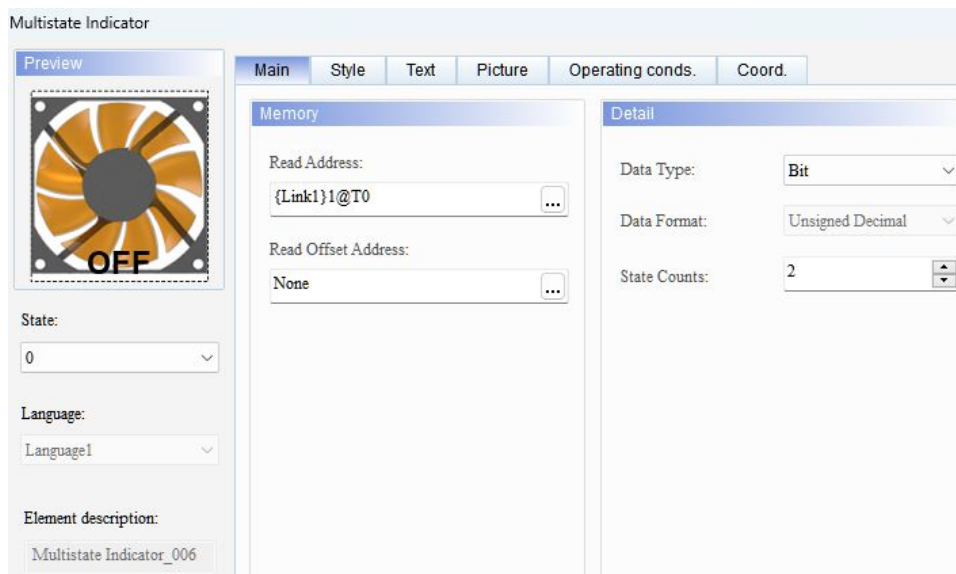 Multistate Indicator
Preview
OFF
State:
0
Language:
Language1
Element description:
Multistate Indicator_006
Main Style Text Picture Operating conds. Coord.
Memory
Read Address:
{Link1}1@T0 ...
Read Offset Address:
None ...
Detail
Data Type: Bit
Data Format: Unsigned Decimal
State Counts: 2